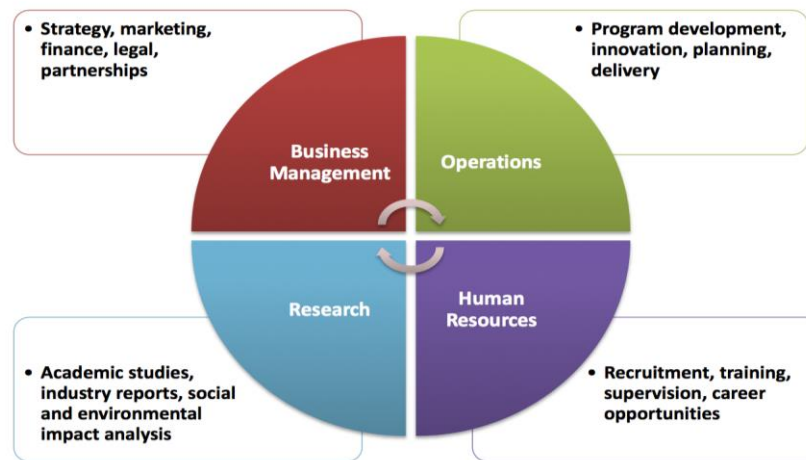 • Strategy, marketing,
finance, legal,
partnerships
• Program development,
innovation, planning,
delivery
Business
Management
Operations
Research
Human
Resources
• Academic studies,
industry reports, social
and environmental
impact analysis
• Recruitment, training,
supervision, career
opportunities